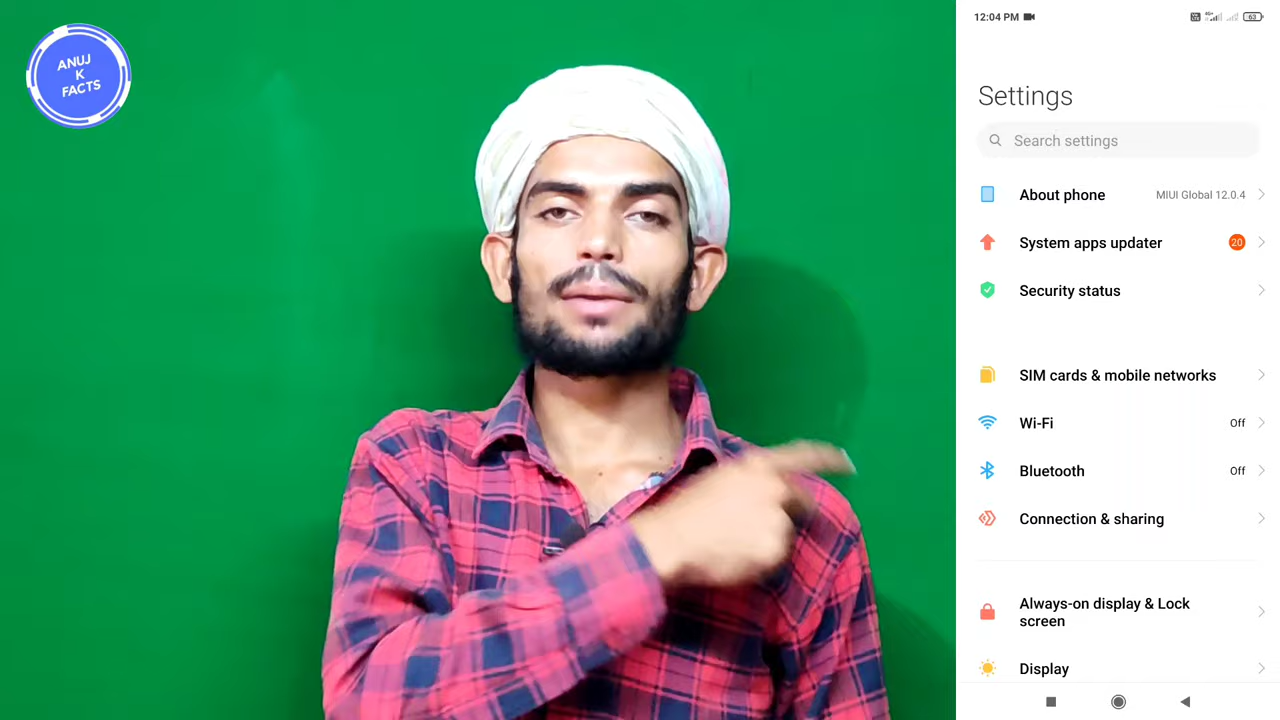 ANUJ
K
FACTS
12:04 PM
4G+
63
Settings
Search settings
About phone
MIUI Global 12.0.4
System apps updater
20
Security status
SIM cards & mobile networks
Wi-Fi
Off
Bluetooth
Off
Connection & sharing
Always-on display & Lock
screen
Display